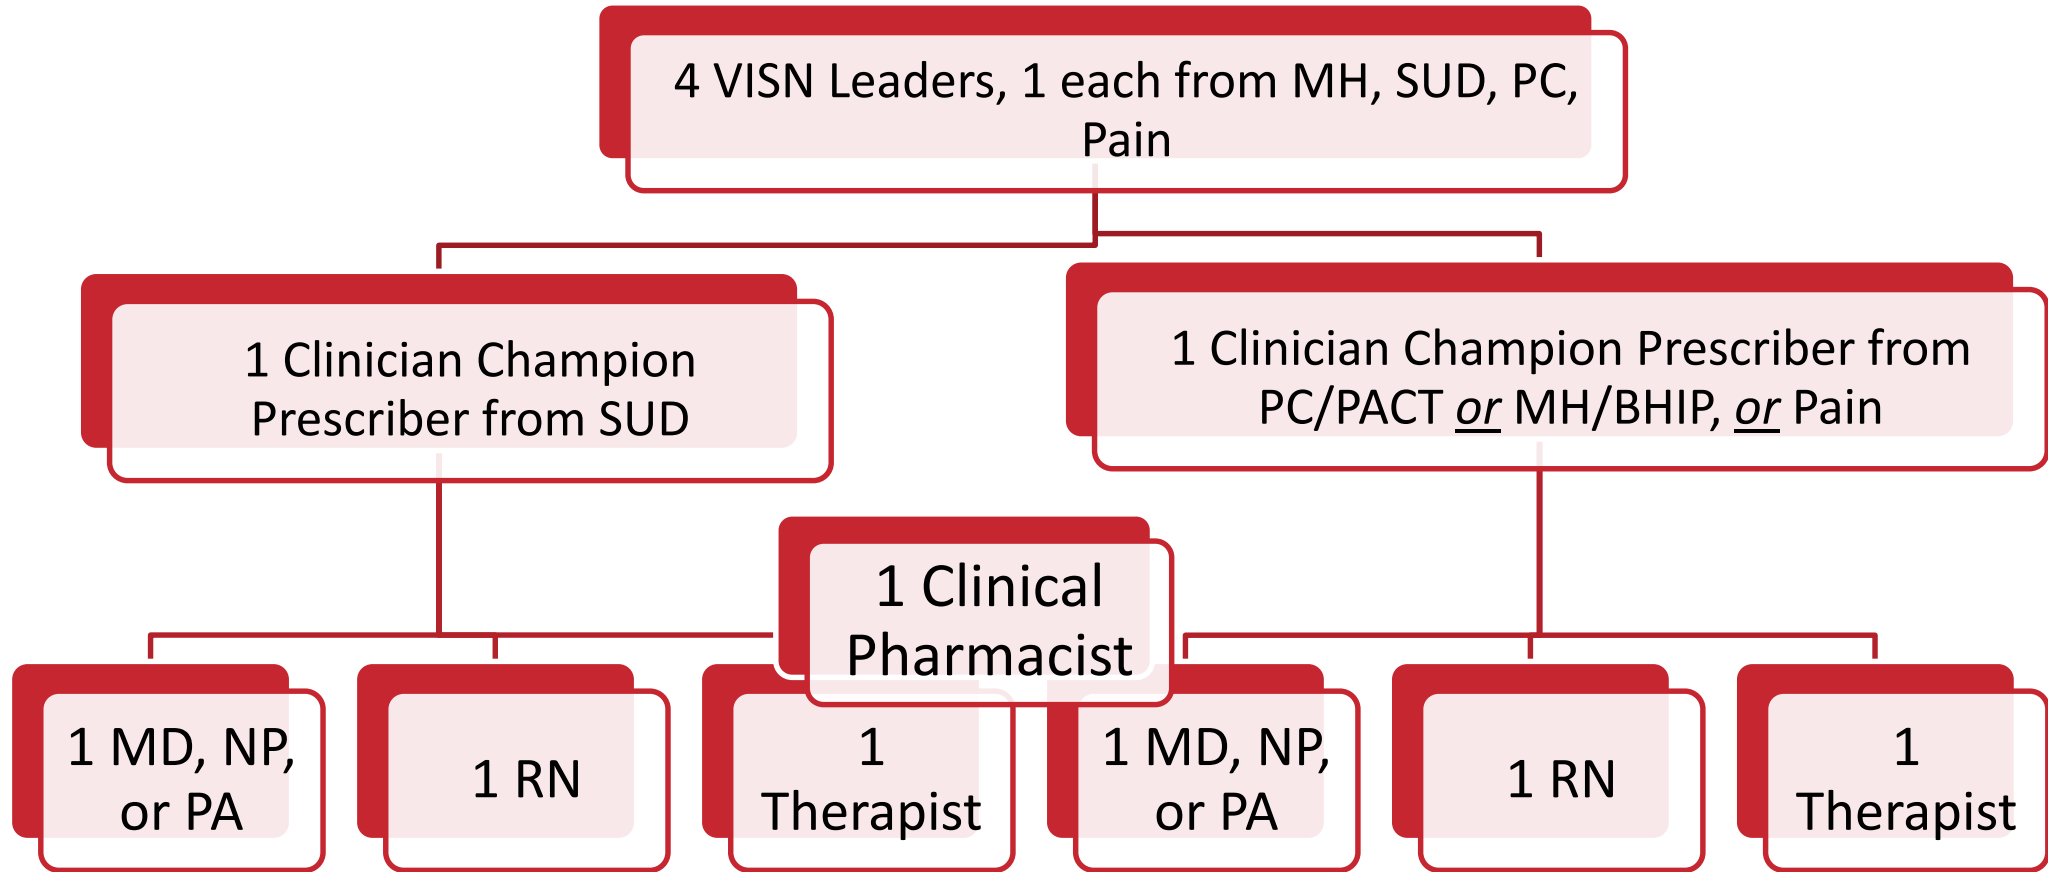 4 VISN Leaders, 1 each from MH, SUD, PC,
Pain
1 Clinician Champion
Prescriber from SUD
1 Clinician Champion Prescriber from
PC/PACT or MH/BHIP, or Pain
1 Clinical
Pharmacist
1 MD, NP,
or PA
1 RN
1
Therapist
1 MD, NP,
or PA
1 RN
1
Therapist